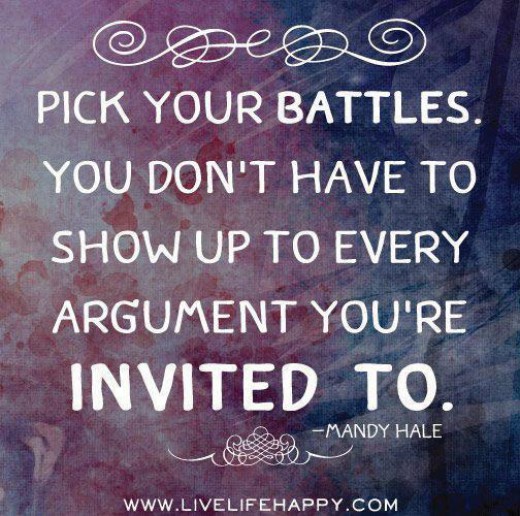 PICK YOUR BATTLES.
YOU DON'T HAVE TO
SHOW UP TO EVERY
ARGUMENT YOU'RE
INVITED TO.
–MANDY HALE
WWW.LIVELIFEHAPPY.COM